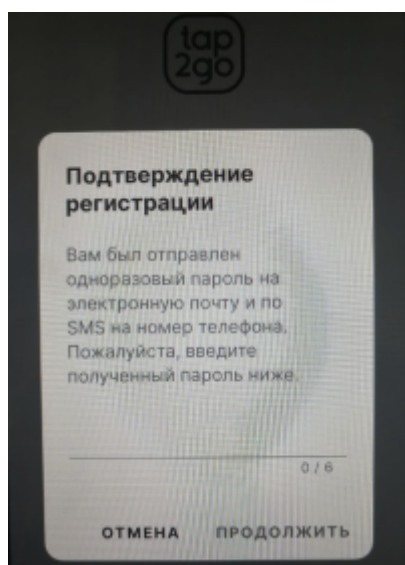 tap
2go
Подтверждение
регистрации
Вам был отправлен
одноразовый пароль на
электронную почту и по
SMS на номер телефона.
Пожалуйста, введите
полученный пароль ниже.
0 / 6
ОТМЕНА ПРОДОЛЖИТЬ